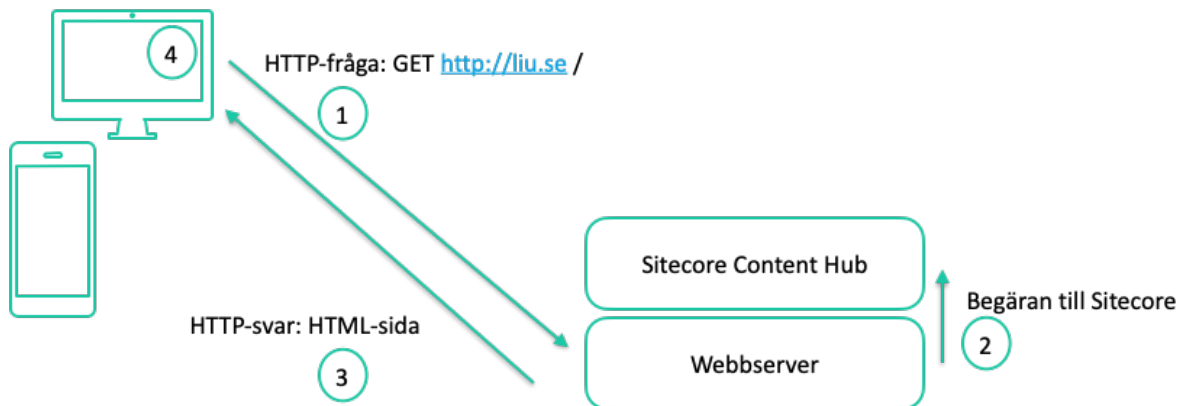 4
HTTP-fråga: GET http://liu.se /
1
Sitecore Content Hub
Begäran till Sitecore
2
HTTP-svar: HTML-sida
3
Webbserver